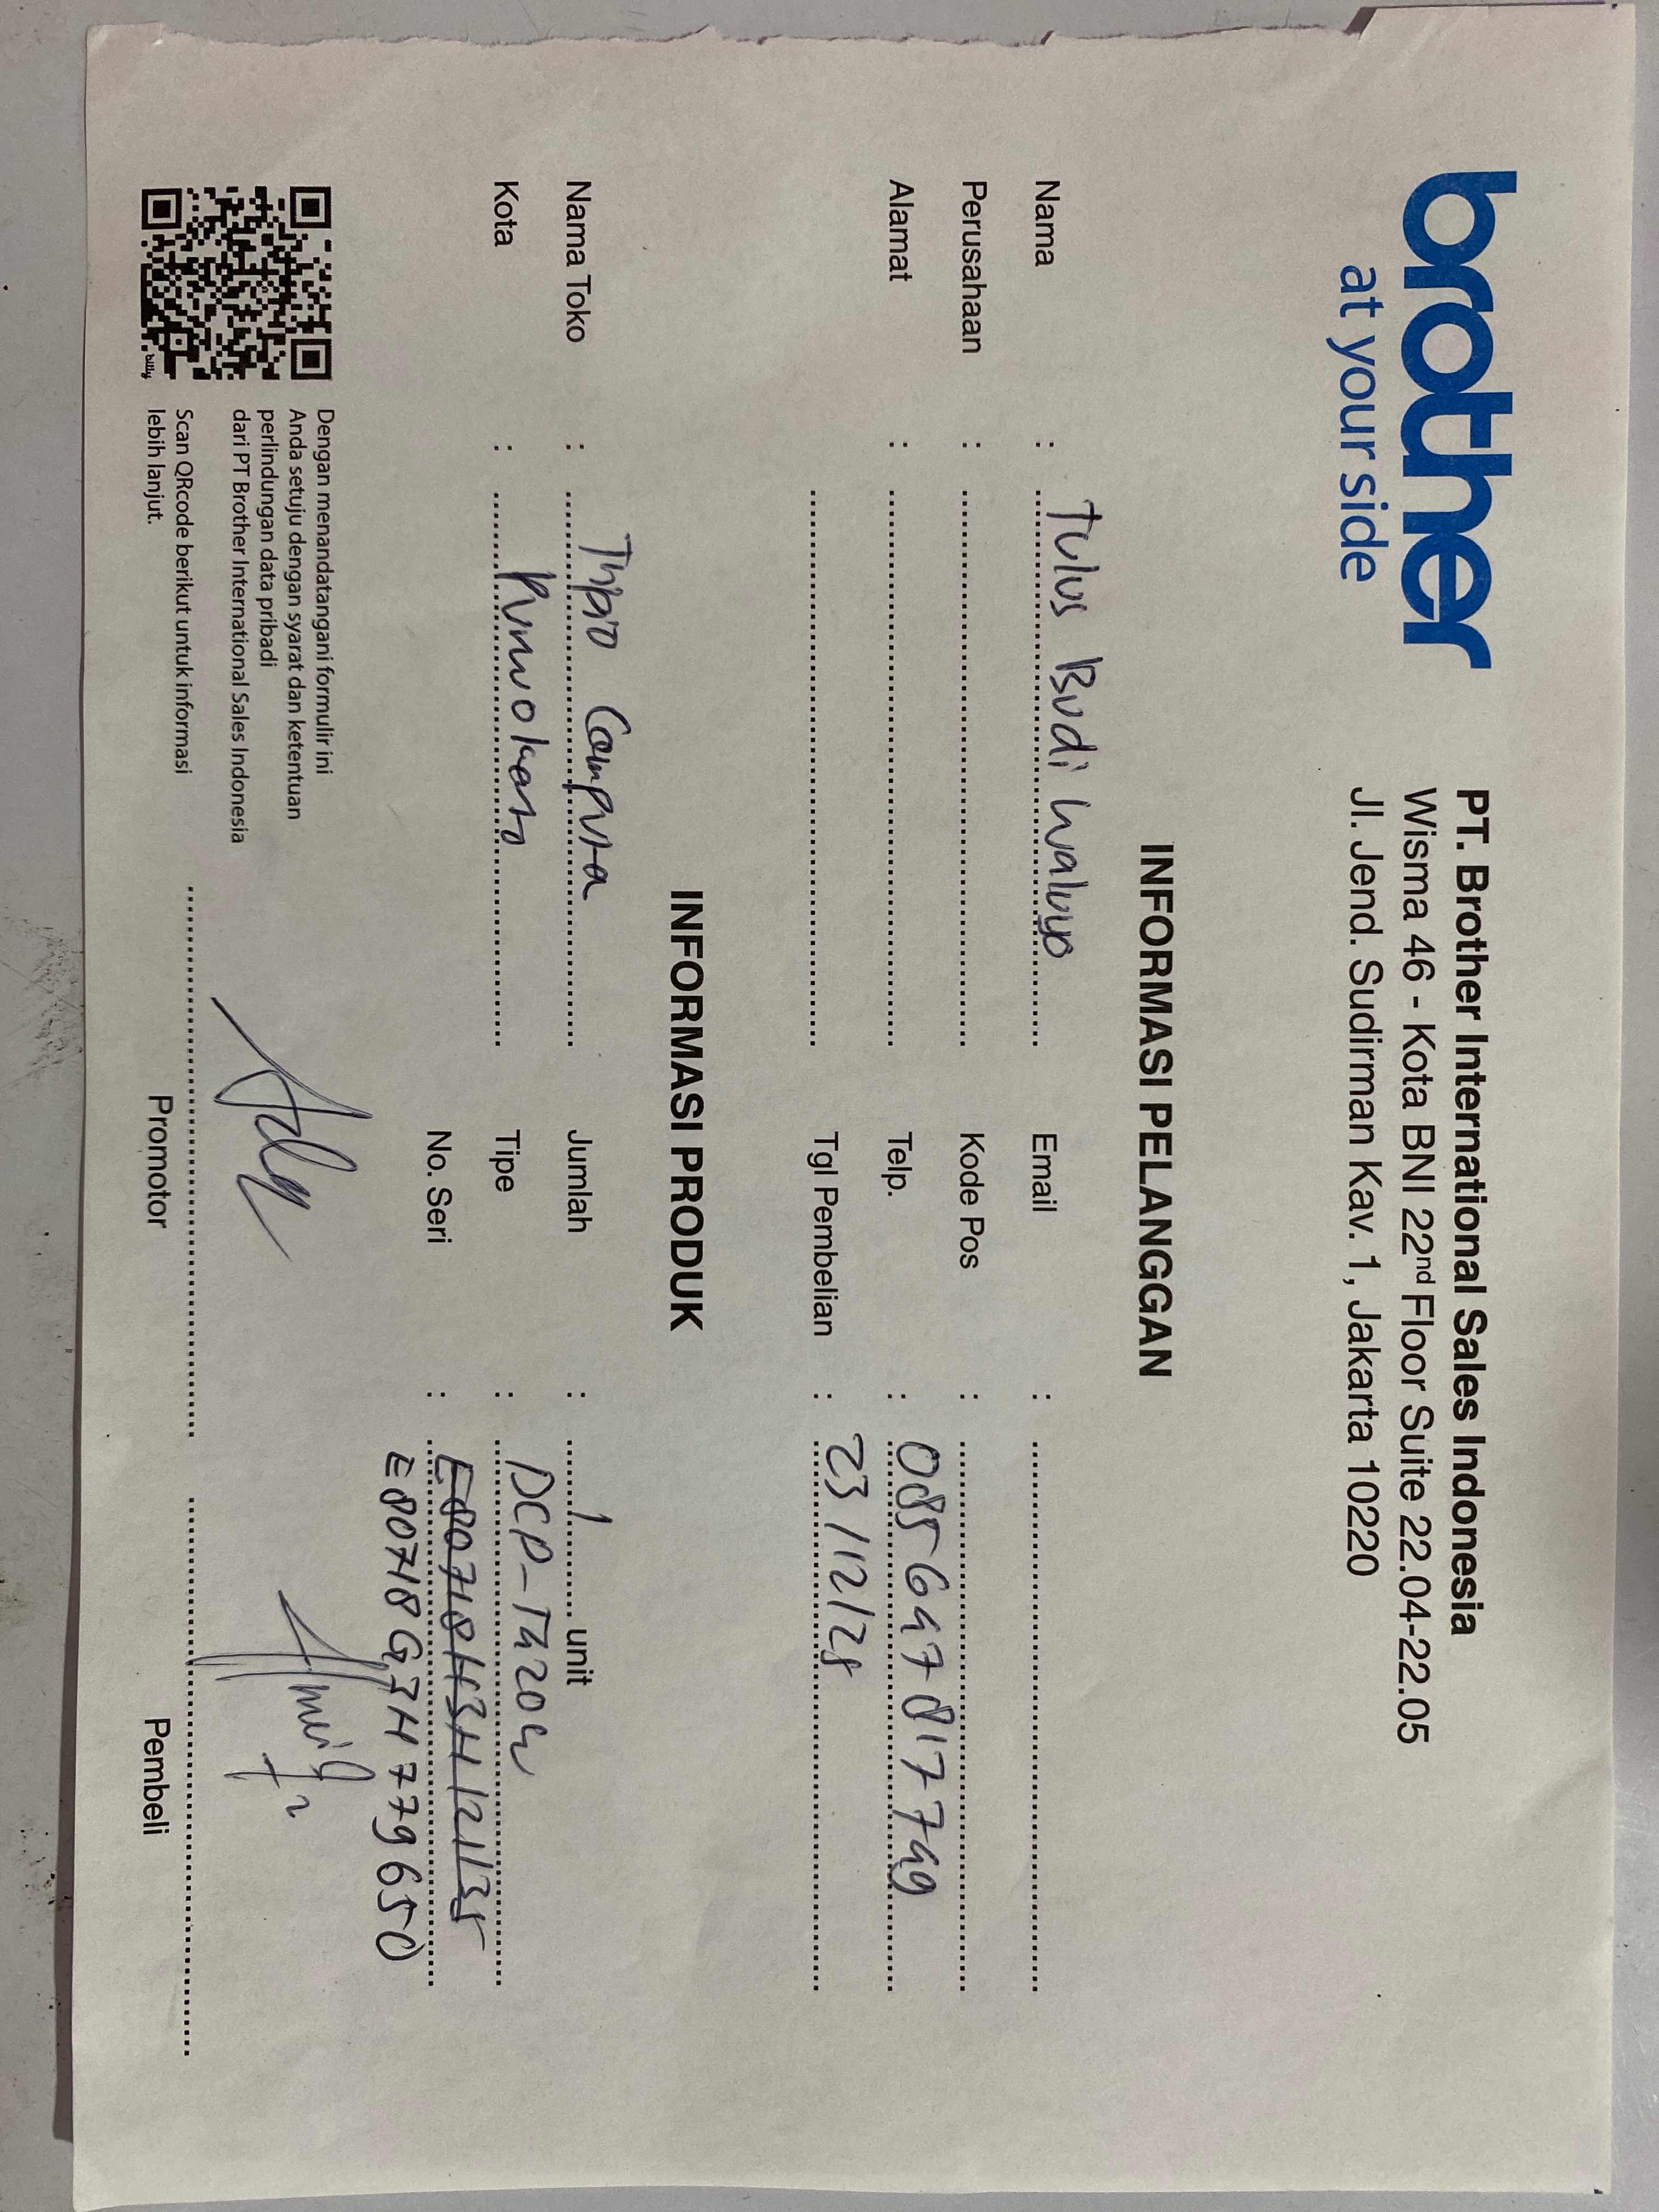 brother
at your side
PT. Brother International Sales Indonesia
Wisma 46 - Kota BNI 22nd Floor Suite 22.04-22.05
Jl. Jend. Sudirman Kav. 1, Jakarta 10220
INFORMASI PELANGGAN
Nama : Tulus Budi Waluyo Email :
Perusahaan : Kode Pos :
Alamat : Telp. : 085647817749
Tgl Pembelian : 23/12/25
INFORMASI PRODUK
Nama Toko : Computa Jumlah : 1 unit
Kota : Purwokerto Tipe : DCP-T420W
No. Seri : E80718H3H121135
E80718G3H779650
Dengan menandatangani formulir ini
Anda setuju dengan syarat dan ketentuan
perlindungan data pribadi
dari PT Brother International Sales Indonesia
Scan QRcode berikut untuk informasi
lebih lanjut.
billy
Promotor Pembeli